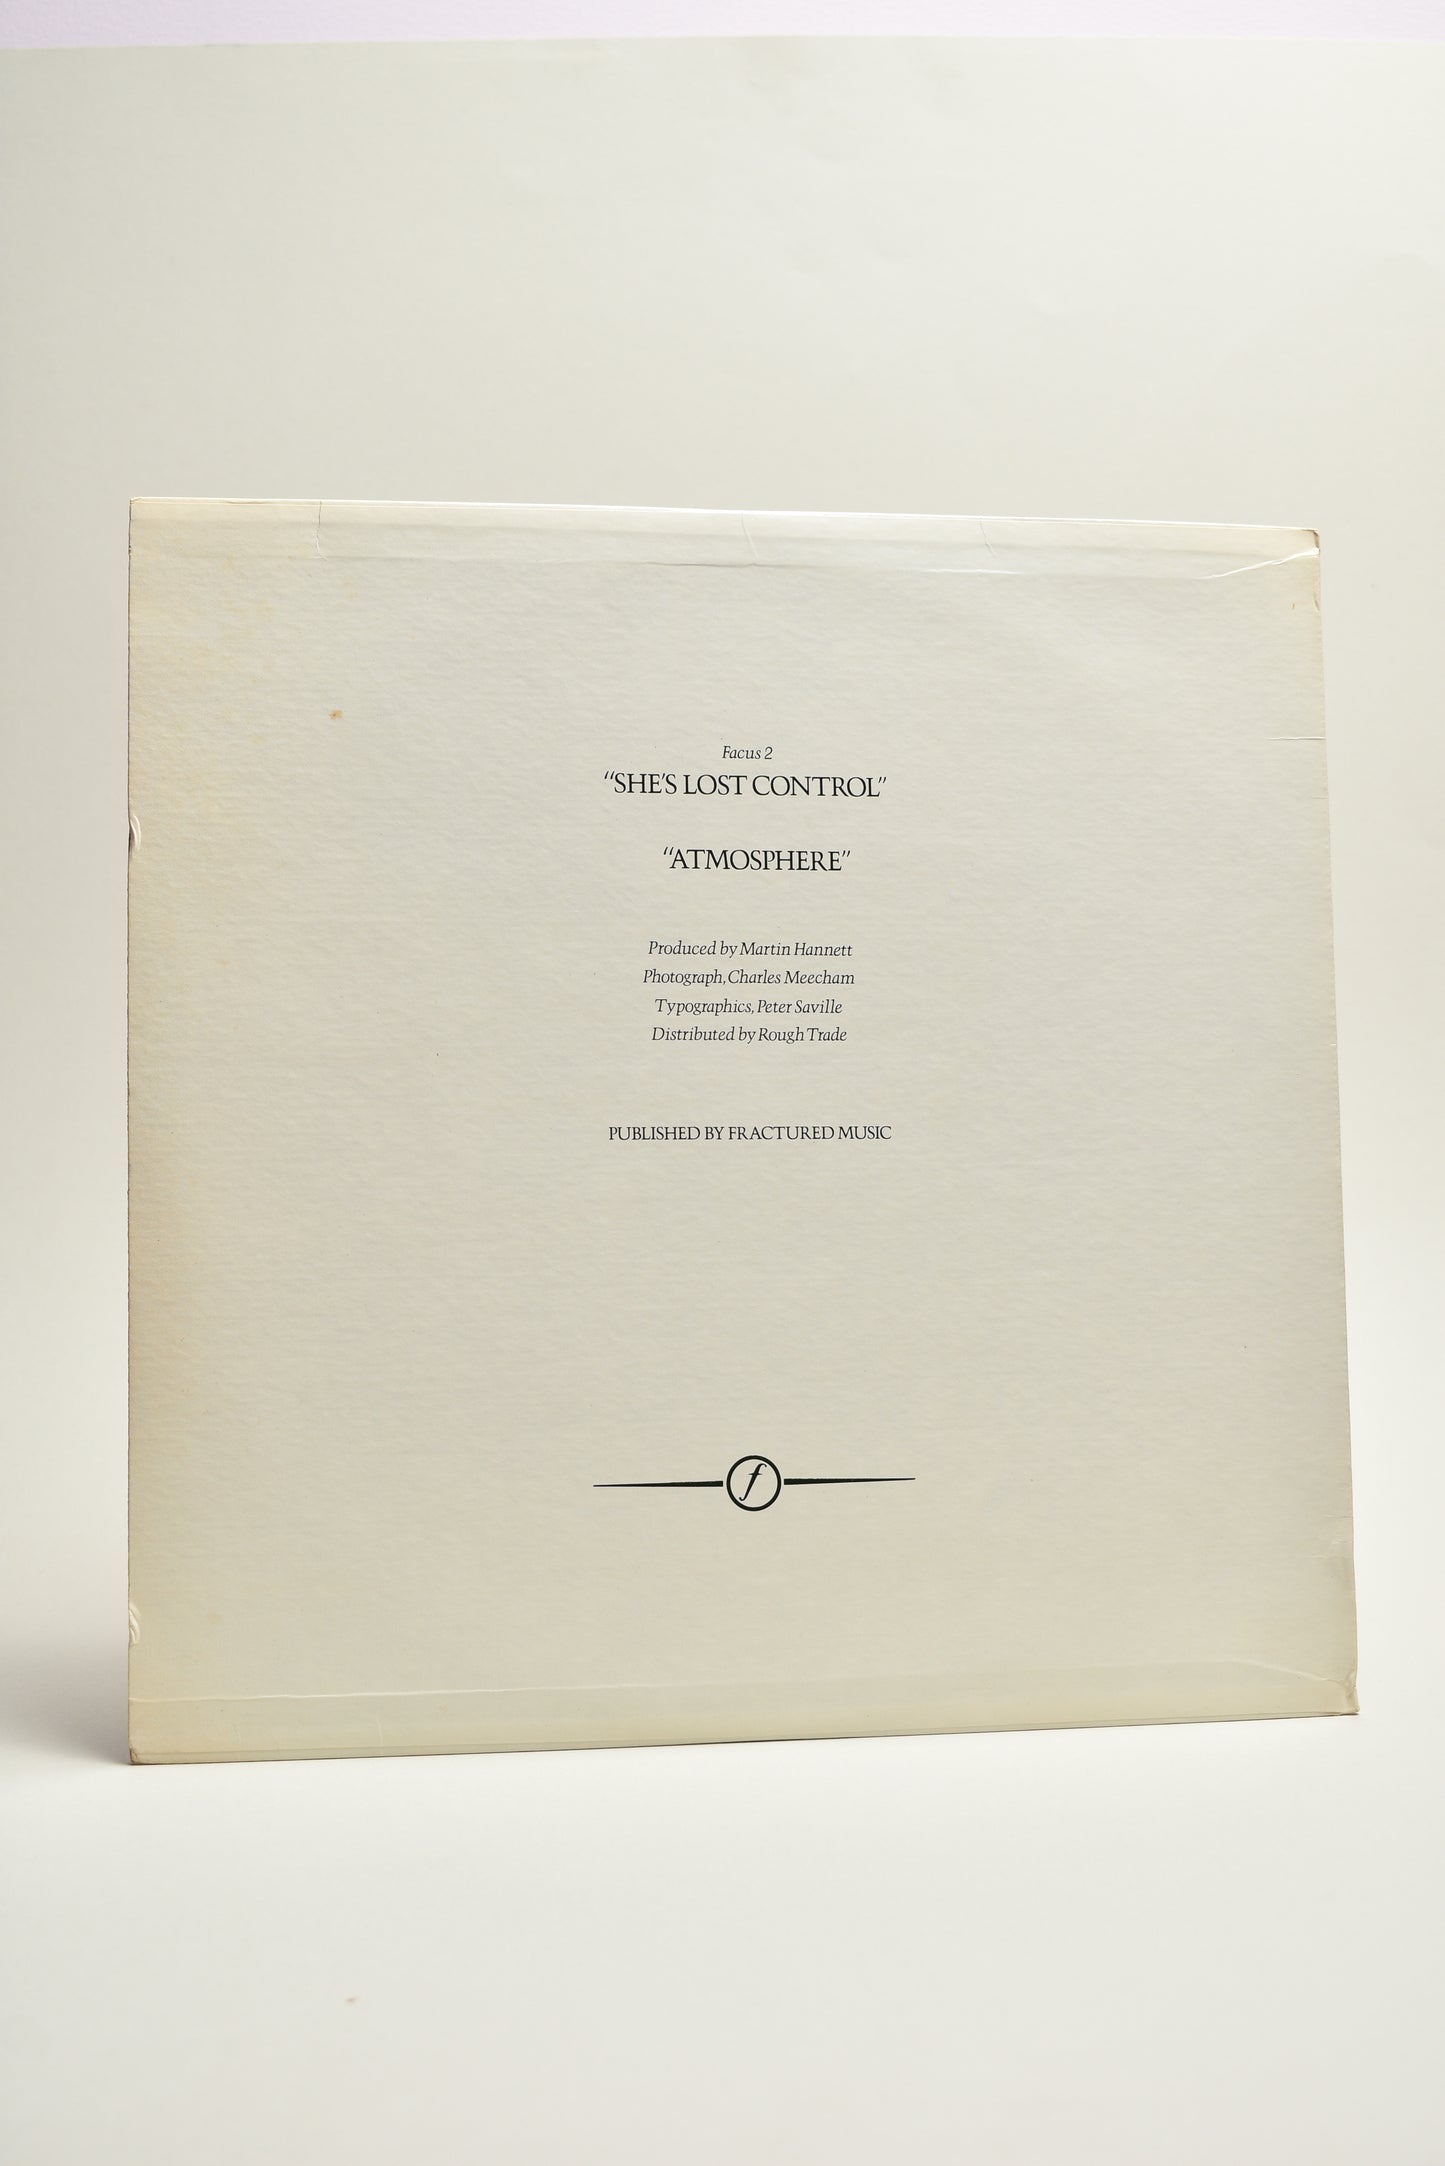 Facus 2
“SHE'S LOST CONTROL”
“ATMOSPHERE”
Produced by Martin Hannett
Photograph, Charles Meecham
Typographics, Peter Saville
Distributed by Rough Trade
PUBLISHED BY FRACTURED MUSIC
f